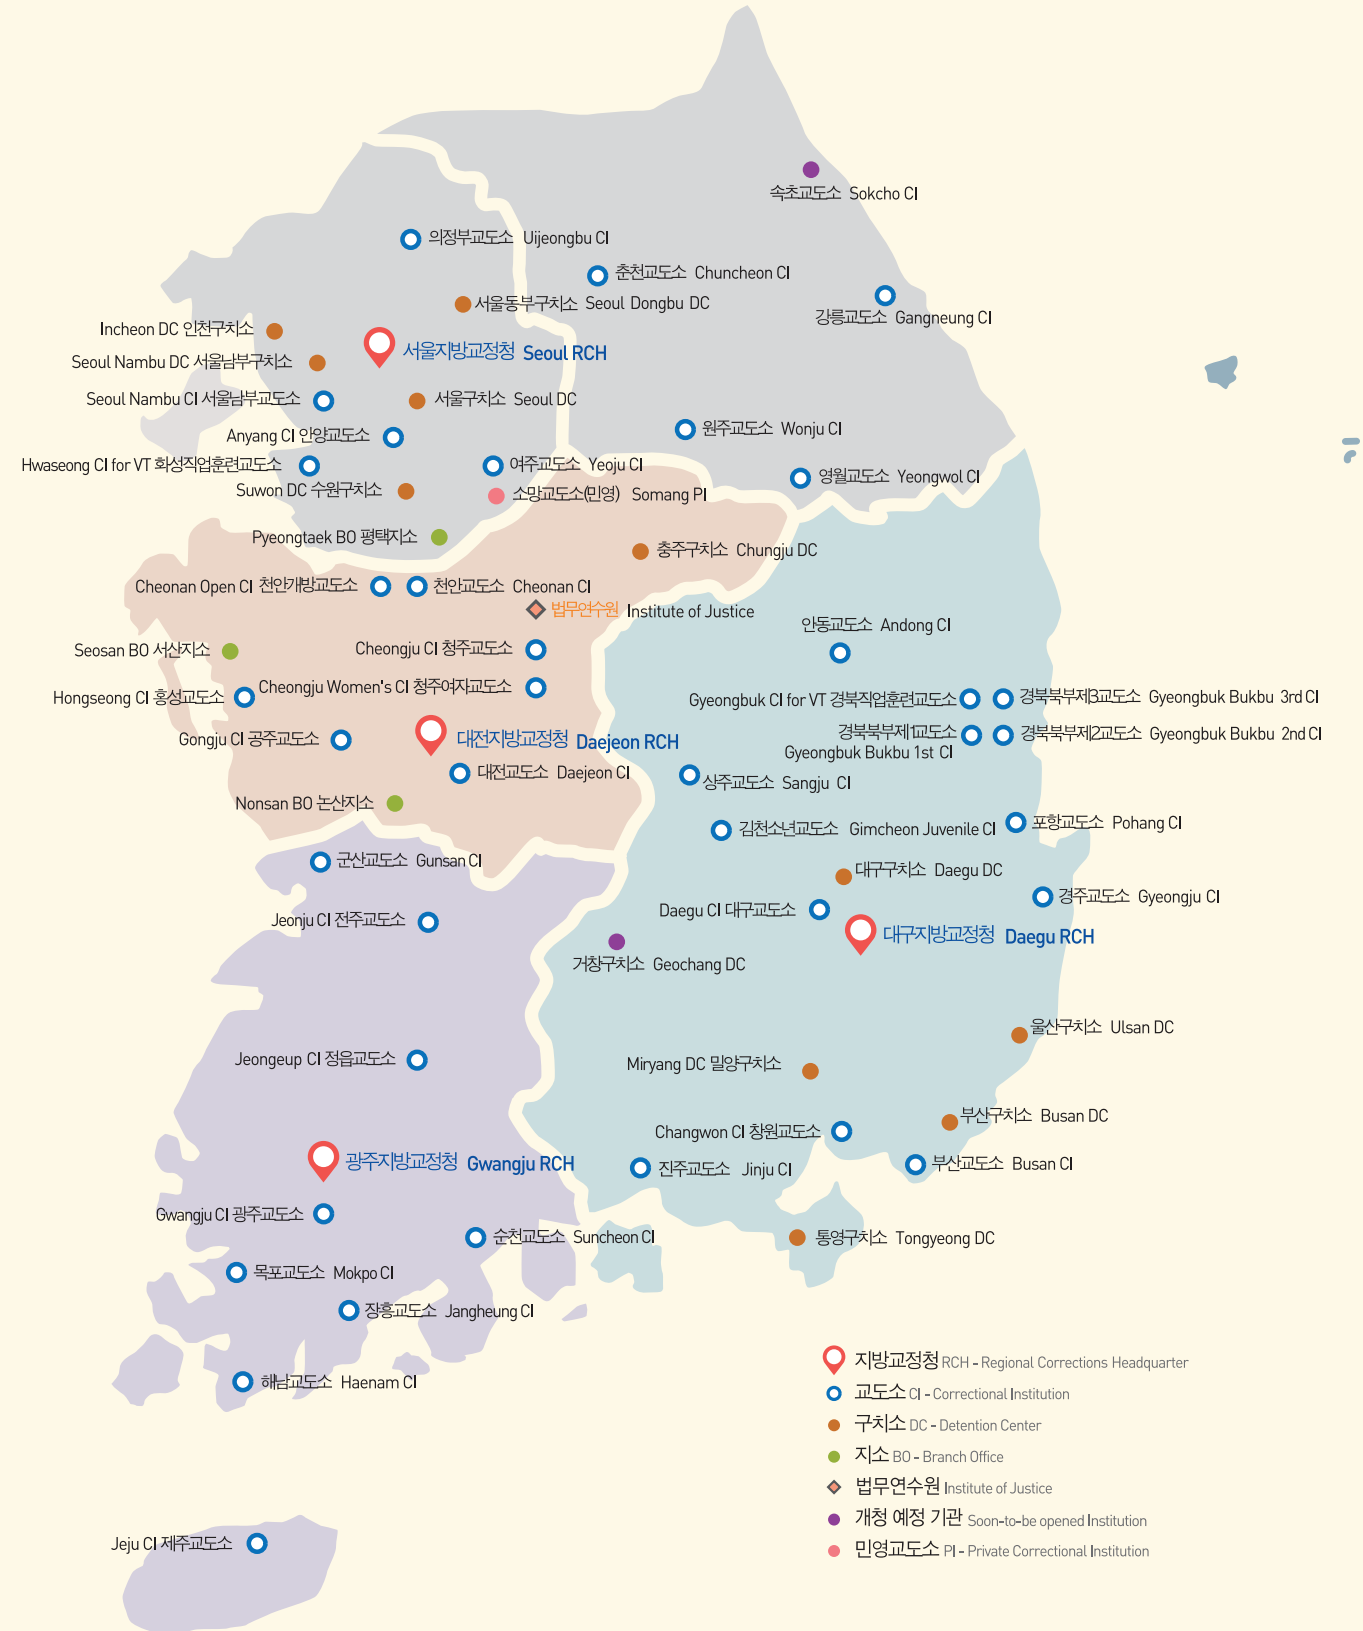 속초교도소 Sokcho CI
의정부교도소 Uijeongbu CI
춘천교도소 Chuncheon CI
서울동부구치소 Seoul Dongbu DC
강릉교도소 Gangneung CI
Incheon DC 인천구치소
서울지방교정청 Seoul RCH
Seoul Nambu DC 서울남부구치소
Seoul Nambu CI 서울남부교도소
서울구치소 Seoul DC
Anyang CI 안양교도소
원주교도소 Wonju CI
Hwaseong CI for VT 화성직업훈련교도소
여주교도소 Yeoju CI
영월교도소 Yeongwol CI
Suwon DC 수원구치소
소망교도소(민영) Somang PI
Pyeongtaek BO 평택지소
충주구치소 Chungju DC
Cheonan Open CI 천안개방교도소
천안교도소 Cheonan CI
법무연수원 Institute of Justice
안동교도소 Andong CI
Seosan BO 서산지소
Cheongju CI 청주교도소
Cheongju Women's CI 청주여자교도소
Hongseong CI 홍성교도소
Gyeongbuk CI for VT 경북직업훈련교도소
경북북부제3교도소 Gyeongbuk Bukbu 3rd CI
Gongju CI 공주교도소
대전지방교정청 Daejeon RCH
경북북부제1교도소
Gyeongbuk Bukbu 1st CI
경북북부제2교도소 Gyeongbuk Bukbu 2nd CI
대전교도소 Daejeon CI
상주교도소 Sangju CI
Nonsan BO 논산지소
김천소년교도소 Gimcheon Juvenile CI
포항교도소 Pohang CI
군산교도소 Gunsan CI
대구구치소 Daegu DC
경주교도소 Gyeongju CI
Jeonju CI 전주교도소
Daegu CI 대구교도소
대구지방교정청 Daegu RCH
거창구치소 Geochang DC
울산구치소 Ulsan DC
Jeongeup CI 정읍교도소
Miryang DC 밀양구치소
부산구치소 Busan DC
Changwon CI 창원교도소
광주지방교정청 Gwangju RCH
진주교도소 Jinju CI
부산교도소 Busan CI
Gwangju CI 광주교도소
순천교도소 Suncheon CI
통영구치소 Tongyeong DC
목포교도소 Mokpo CI
장흥교도소 Jangheung CI
해남교도소 Haenam CI
Jeju CI 제주교도소
지방교정청 RCH - Regional Corrections Headquarter
교도소 CI - Correctional Institution
구치소 DC - Detention Center
지소 BO - Branch Office
법무연수원 Institute of Justice
개청 예정 기관 Soon-to-be opened Institution
민영교도소 PI - Private Correctional Institution